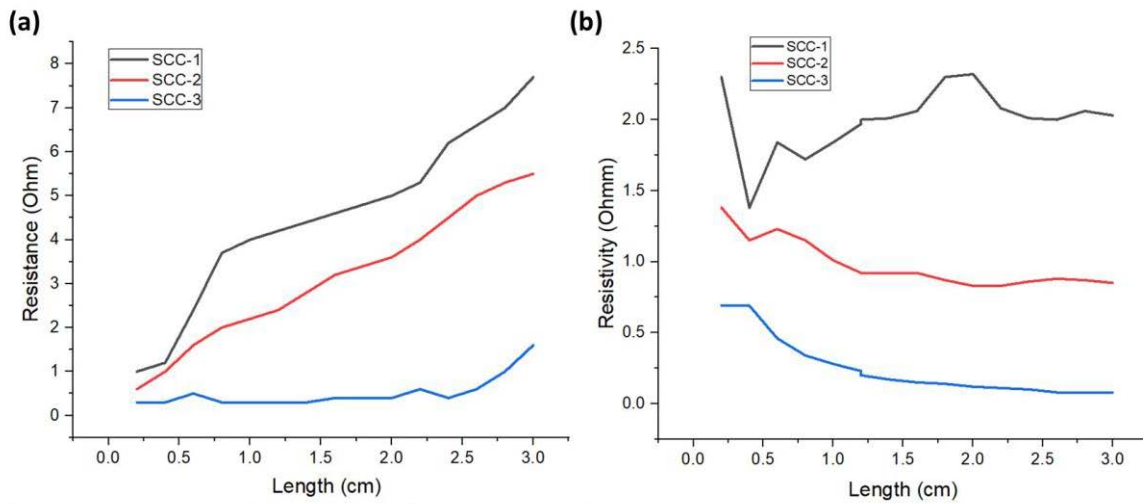 (a)
SCC-1
SCC-2
SCC-3
Resistance (Ohm)
8
7
6
5
4
3
2
1
0
0.0 0.5 1.0 1.5 2.0 2.5 3.0
Length (cm)
(b)
SCC-1
SCC-2
SCC-3
Resistivity (Ohmm)
2.5
2.0
1.5
1.0
0.5
0.0
0.0 0.5 1.0 1.5 2.0 2.5 3.0
Length (cm)